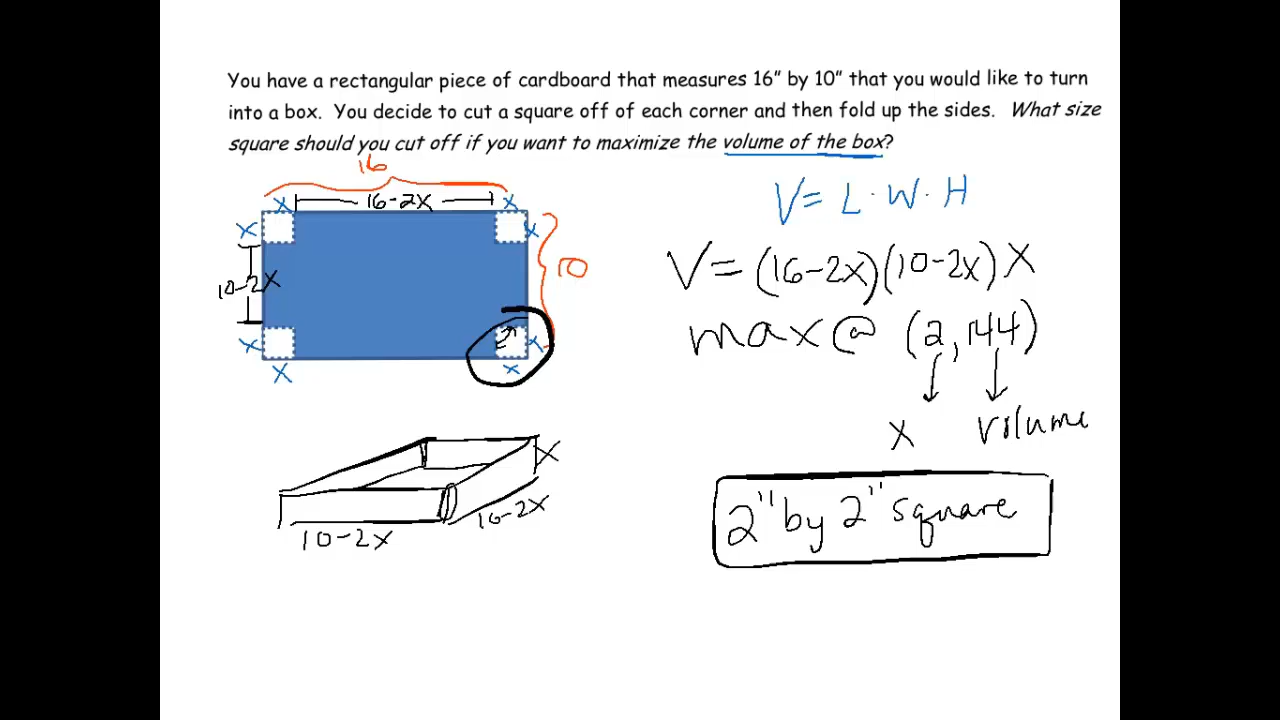 You have a rectangular piece of cardboard that measures 16” by 10” that you would like to turn
into a box. You decide to cut a square off of each corner and then fold up the sides. What size
square should you cut off if you want to maximize the volume of the box?
16
x 16-2x x
x x
10-2x
10
x x
x x
V= L·W·H
V=(16-2x)(10-2x)X
max @ (2,144)
X volume
2" by 2" square
x
10-2x
16-2x